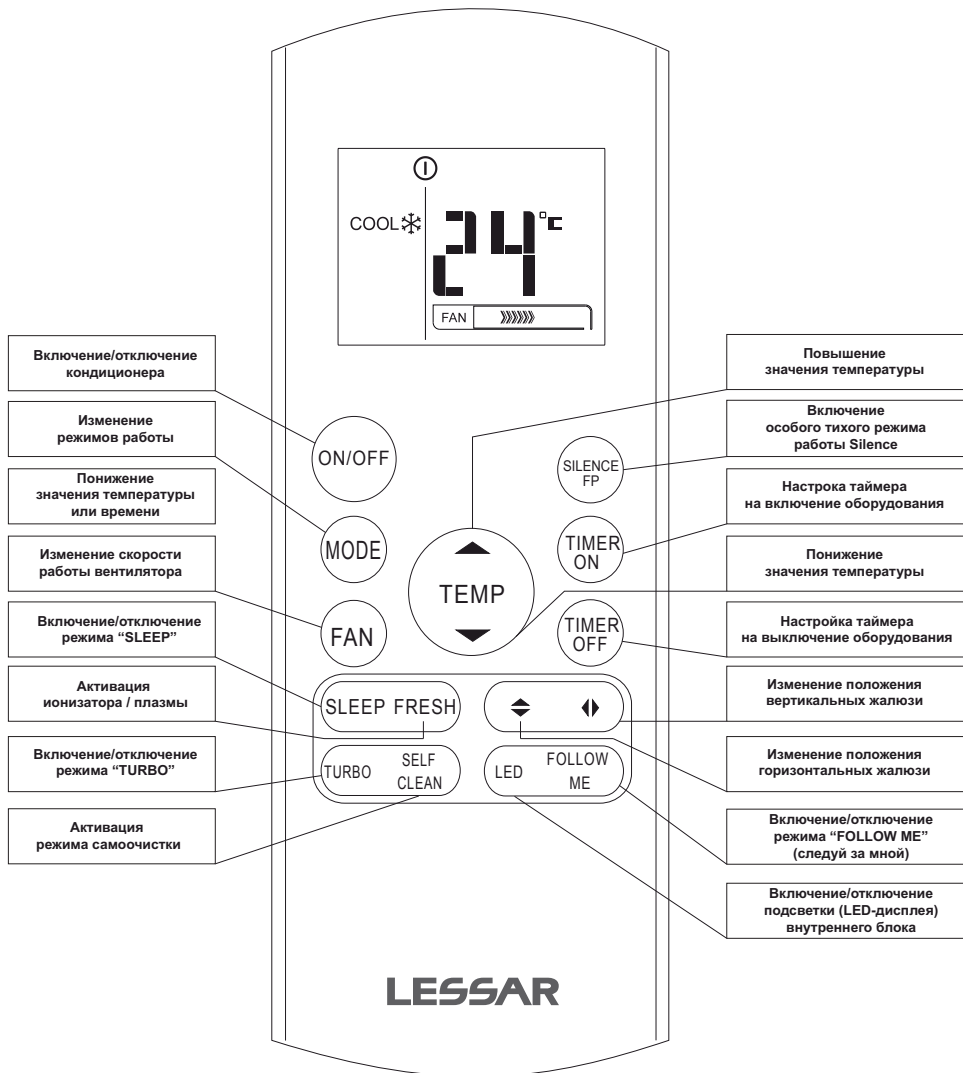 COOL
24°C
FAN
Включение/отключение
кондиционера
Изменение
режимов работы
Понижение
значения температуры
или времени
Изменение скорости
работы вентилятора
Включение/отключение
режима “SLEEP”
Активация
ионизатора / плазмы
Включение/отключение
режима “TURBO”
Активация
режима самоочистки
ON/OFF
MODE
FAN
TEMP
SILENCE
FP
TIMER
ON
TIMER
OFF
SLEEP FRESH
TURBO
SELF
CLEAN
LED
FOLLOW
ME
Повышение
значения температуры
Включение
особого тихого режима
работы Silence
Настрока таймера
на включение оборудования
Понижение
значения температуры
Настройка таймера
на выключение оборудования
Изменение положения
вертикальных жалюзи
Изменение положения
горизонтальных жалюзи
Включение/отключение
режима “FOLLOW ME”
(следуй за мной)
Включение/отключение
подсветки (LED-дисплея)
внутреннего блока
LESSAR